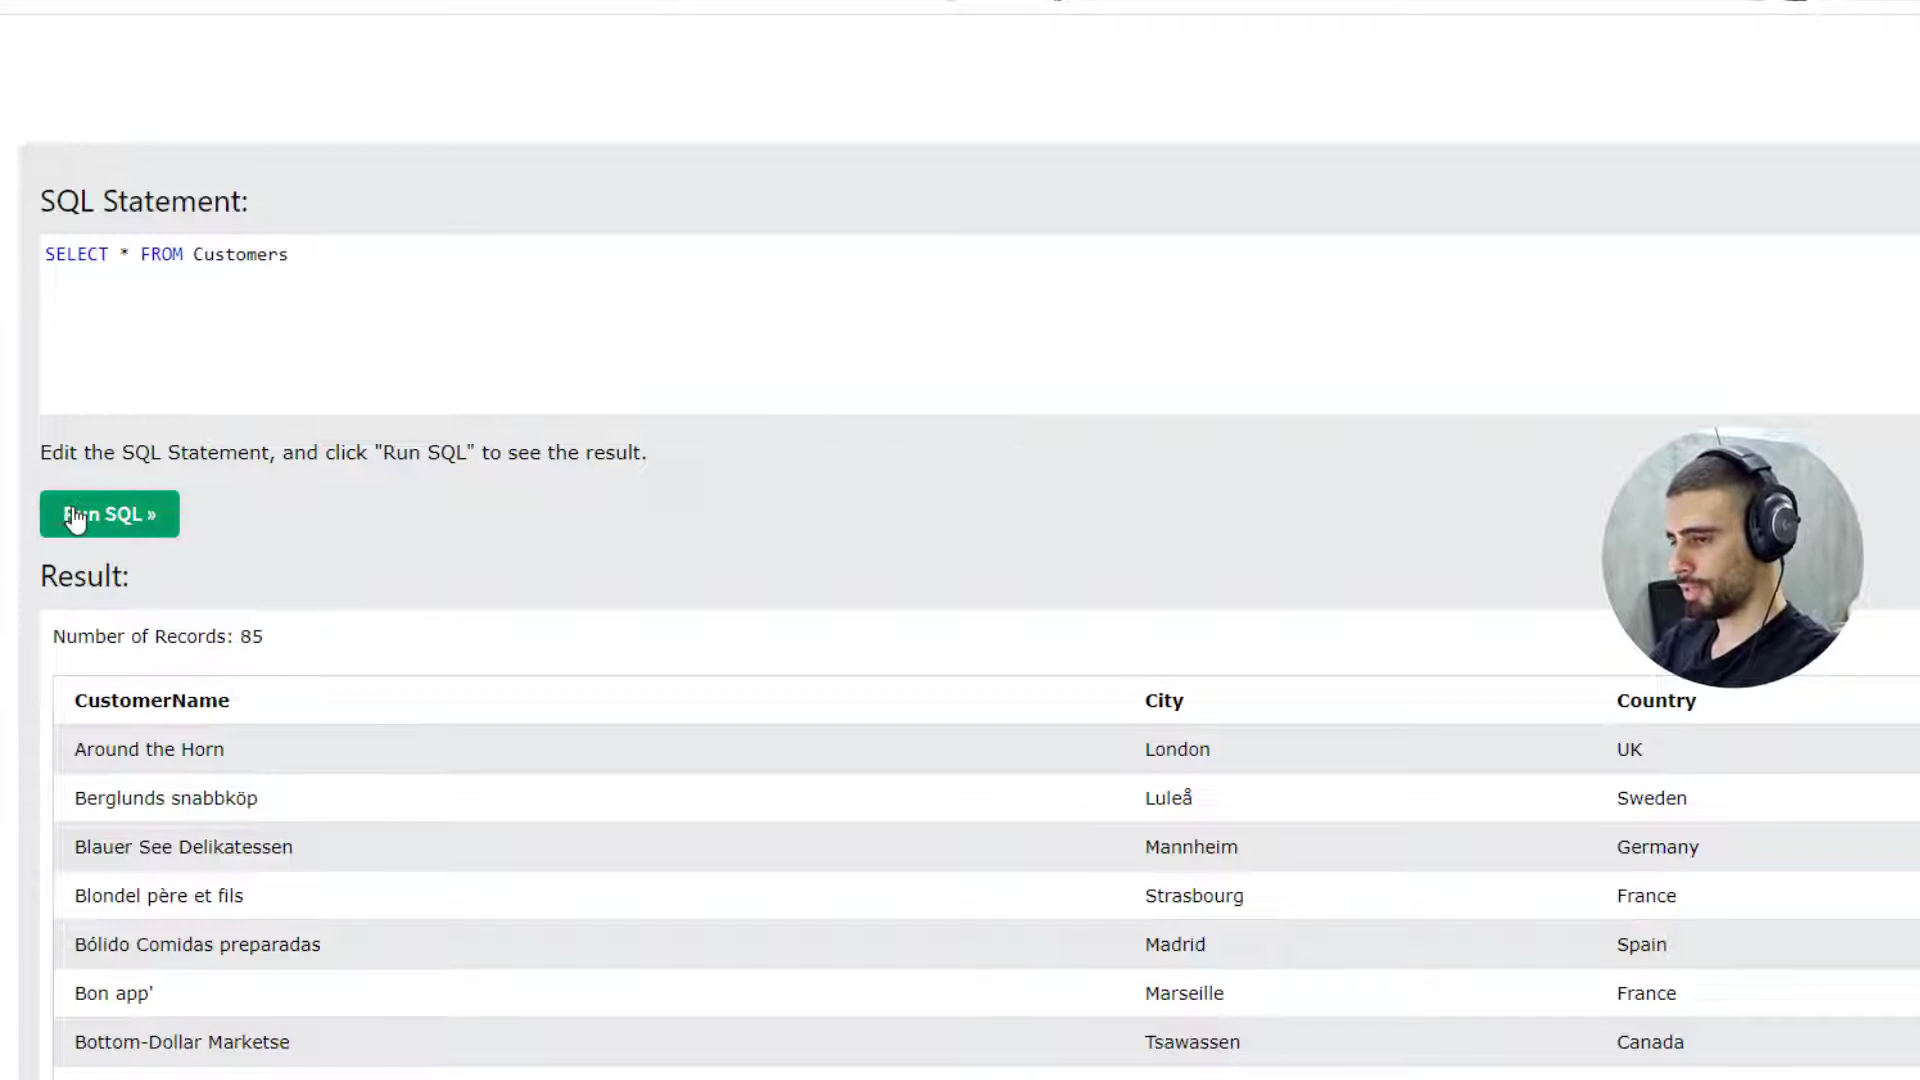 SQL Statement:
SELECT * FROM Customers
Edit the SQL Statement, and click "Run SQL" to see the result.
Run SQL »
Result:
Number of Records: 85
CustomerName City Country
Around the Horn London UK
Berglunds snabbköp Luleå Sweden
Blauer See Delikatessen Mannheim Germany
Blondel père et fils Strasbourg France
Bólido Comidas preparadas Madrid Spain
Bon app' Marseille France
Bottom-Dollar Marketse Tsawassen Canada